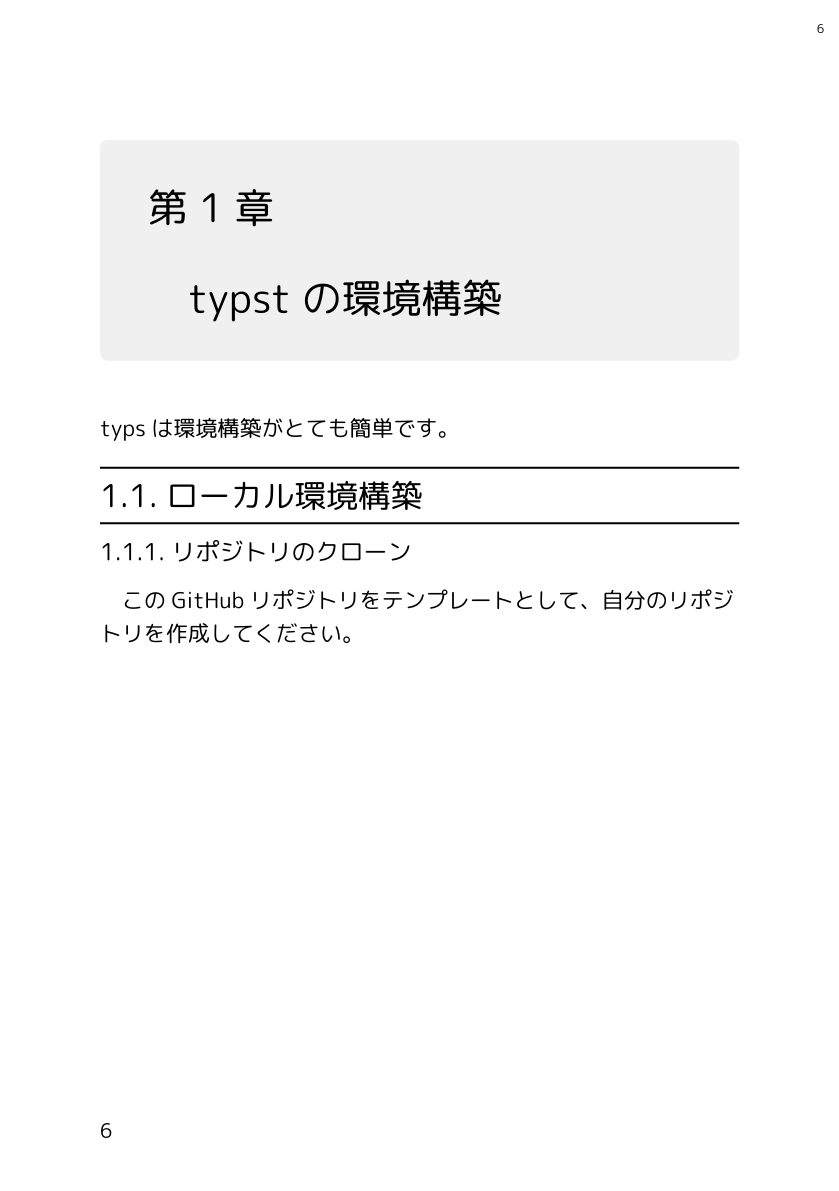 6
第 1 章
typst の環境構築
typs は環境構築がとても簡単です。
1.1. ローカル環境構築
1.1.1. リポジトリのクローン
この GitHub リポジトリをテンプレートとして、自分のリポジ
トリを作成してください。
6